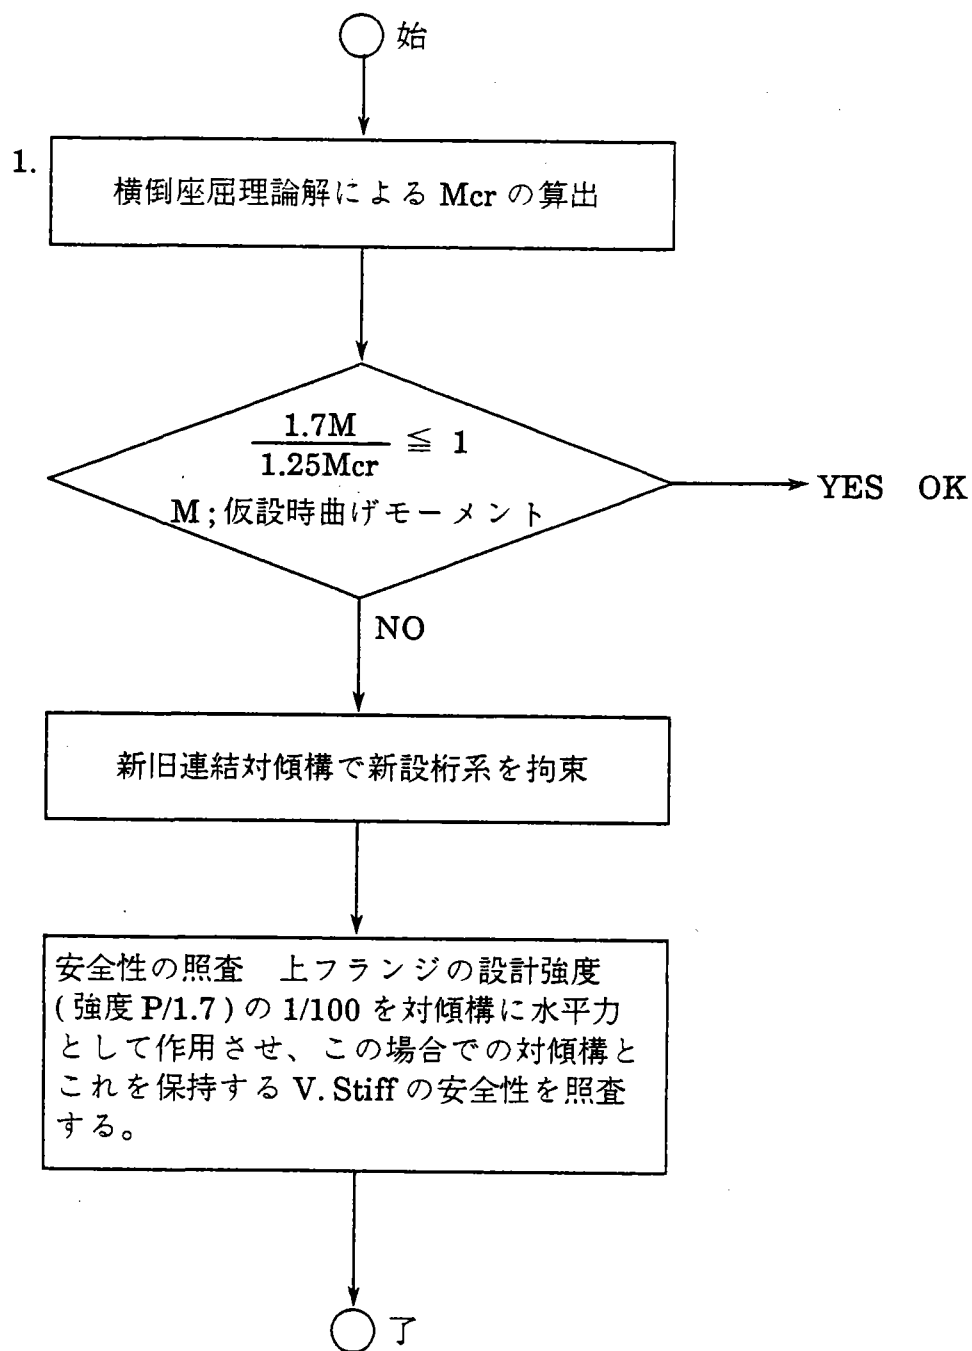 始
1.
横倒座屈理論解による Mcr の算出
1.7M
1.25Mcr
≦ 1
M;仮設時曲げモーメント
YES OK
NO
新旧連結対傾構で新設桁系を拘束
安全性の照査 上フランジの設計強度
(強度 P/1.7)の 1/100 を対傾構に水平力
として作用させ、この場合での対傾構と
これを保持する V. Stiff の安全性を照査
する。
了